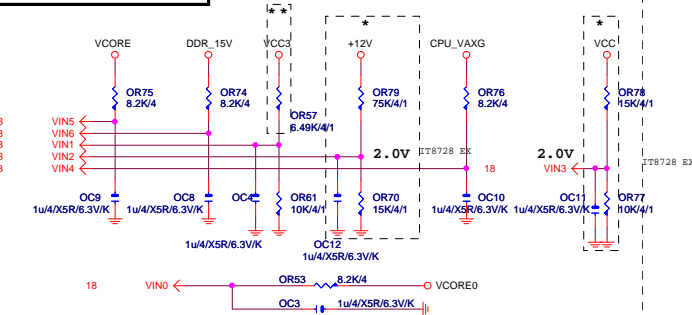 * *
*
*
VCORE
DDR_15V
VCC3
+12V
CPU_VAXG
VCC
OR75
8.2K/4
OR74
8.2K/4
OR57
6.49K/4/1
OR79
75K/4/1
OR76
8.2K/4
OR78
15K/4/1
VIN5
VIN6
VIN1
VIN2
VIN4
2.0V
IT8728 EX
18
2.0V
VIN3
IT8728 EX
OC9
1u/4/X5R/6.3V/K
OC8
1u/4/X5R/6.3V/K
OC4
1u/4/X5R/6.3V/K
OR61
10K/4/1
OC12
1u/4/X5R/6.3V/K
OR70
15K/4/1
OC10
1u/4/X5R/6.3V/K
OC11
1u/4/X5R/6.3V/K
OR77
10K/4/1
18
VIN0
OR53
8.2K/4
VCORE0
OC3
1u/4/X5R/6.3V/K